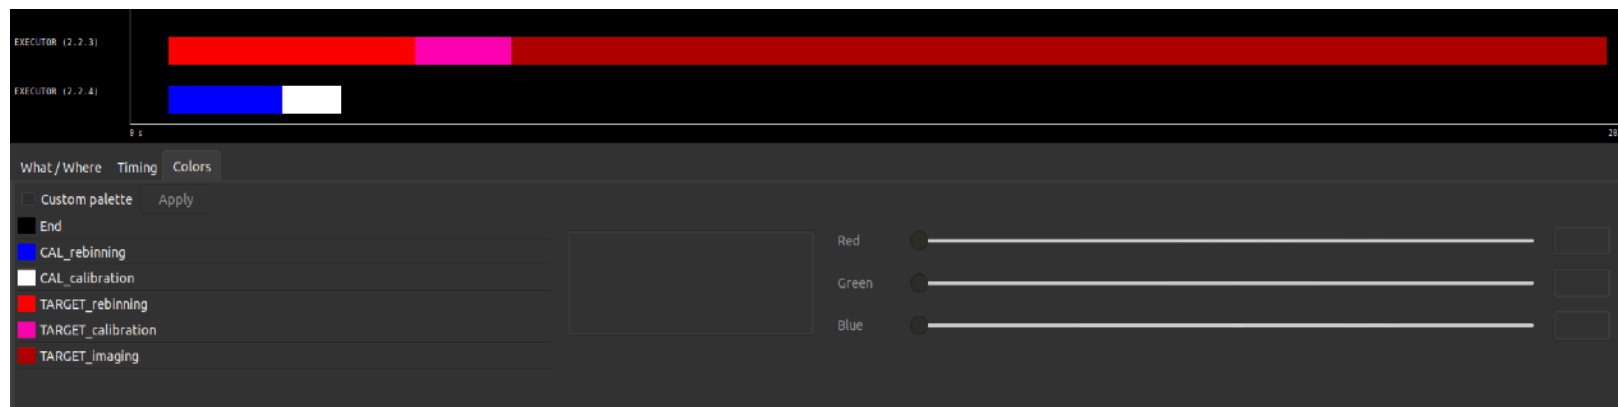 EXECUTOR (2.2.3)
EXECUTOR (2.2.4)
0 s
What / Where Timing Colors
Custom palette Apply
End
CAL_rebinning
CAL_calibration
TARGET_rebinning
TARGET_calibration
TARGET_imaging
Red
Green
Blue